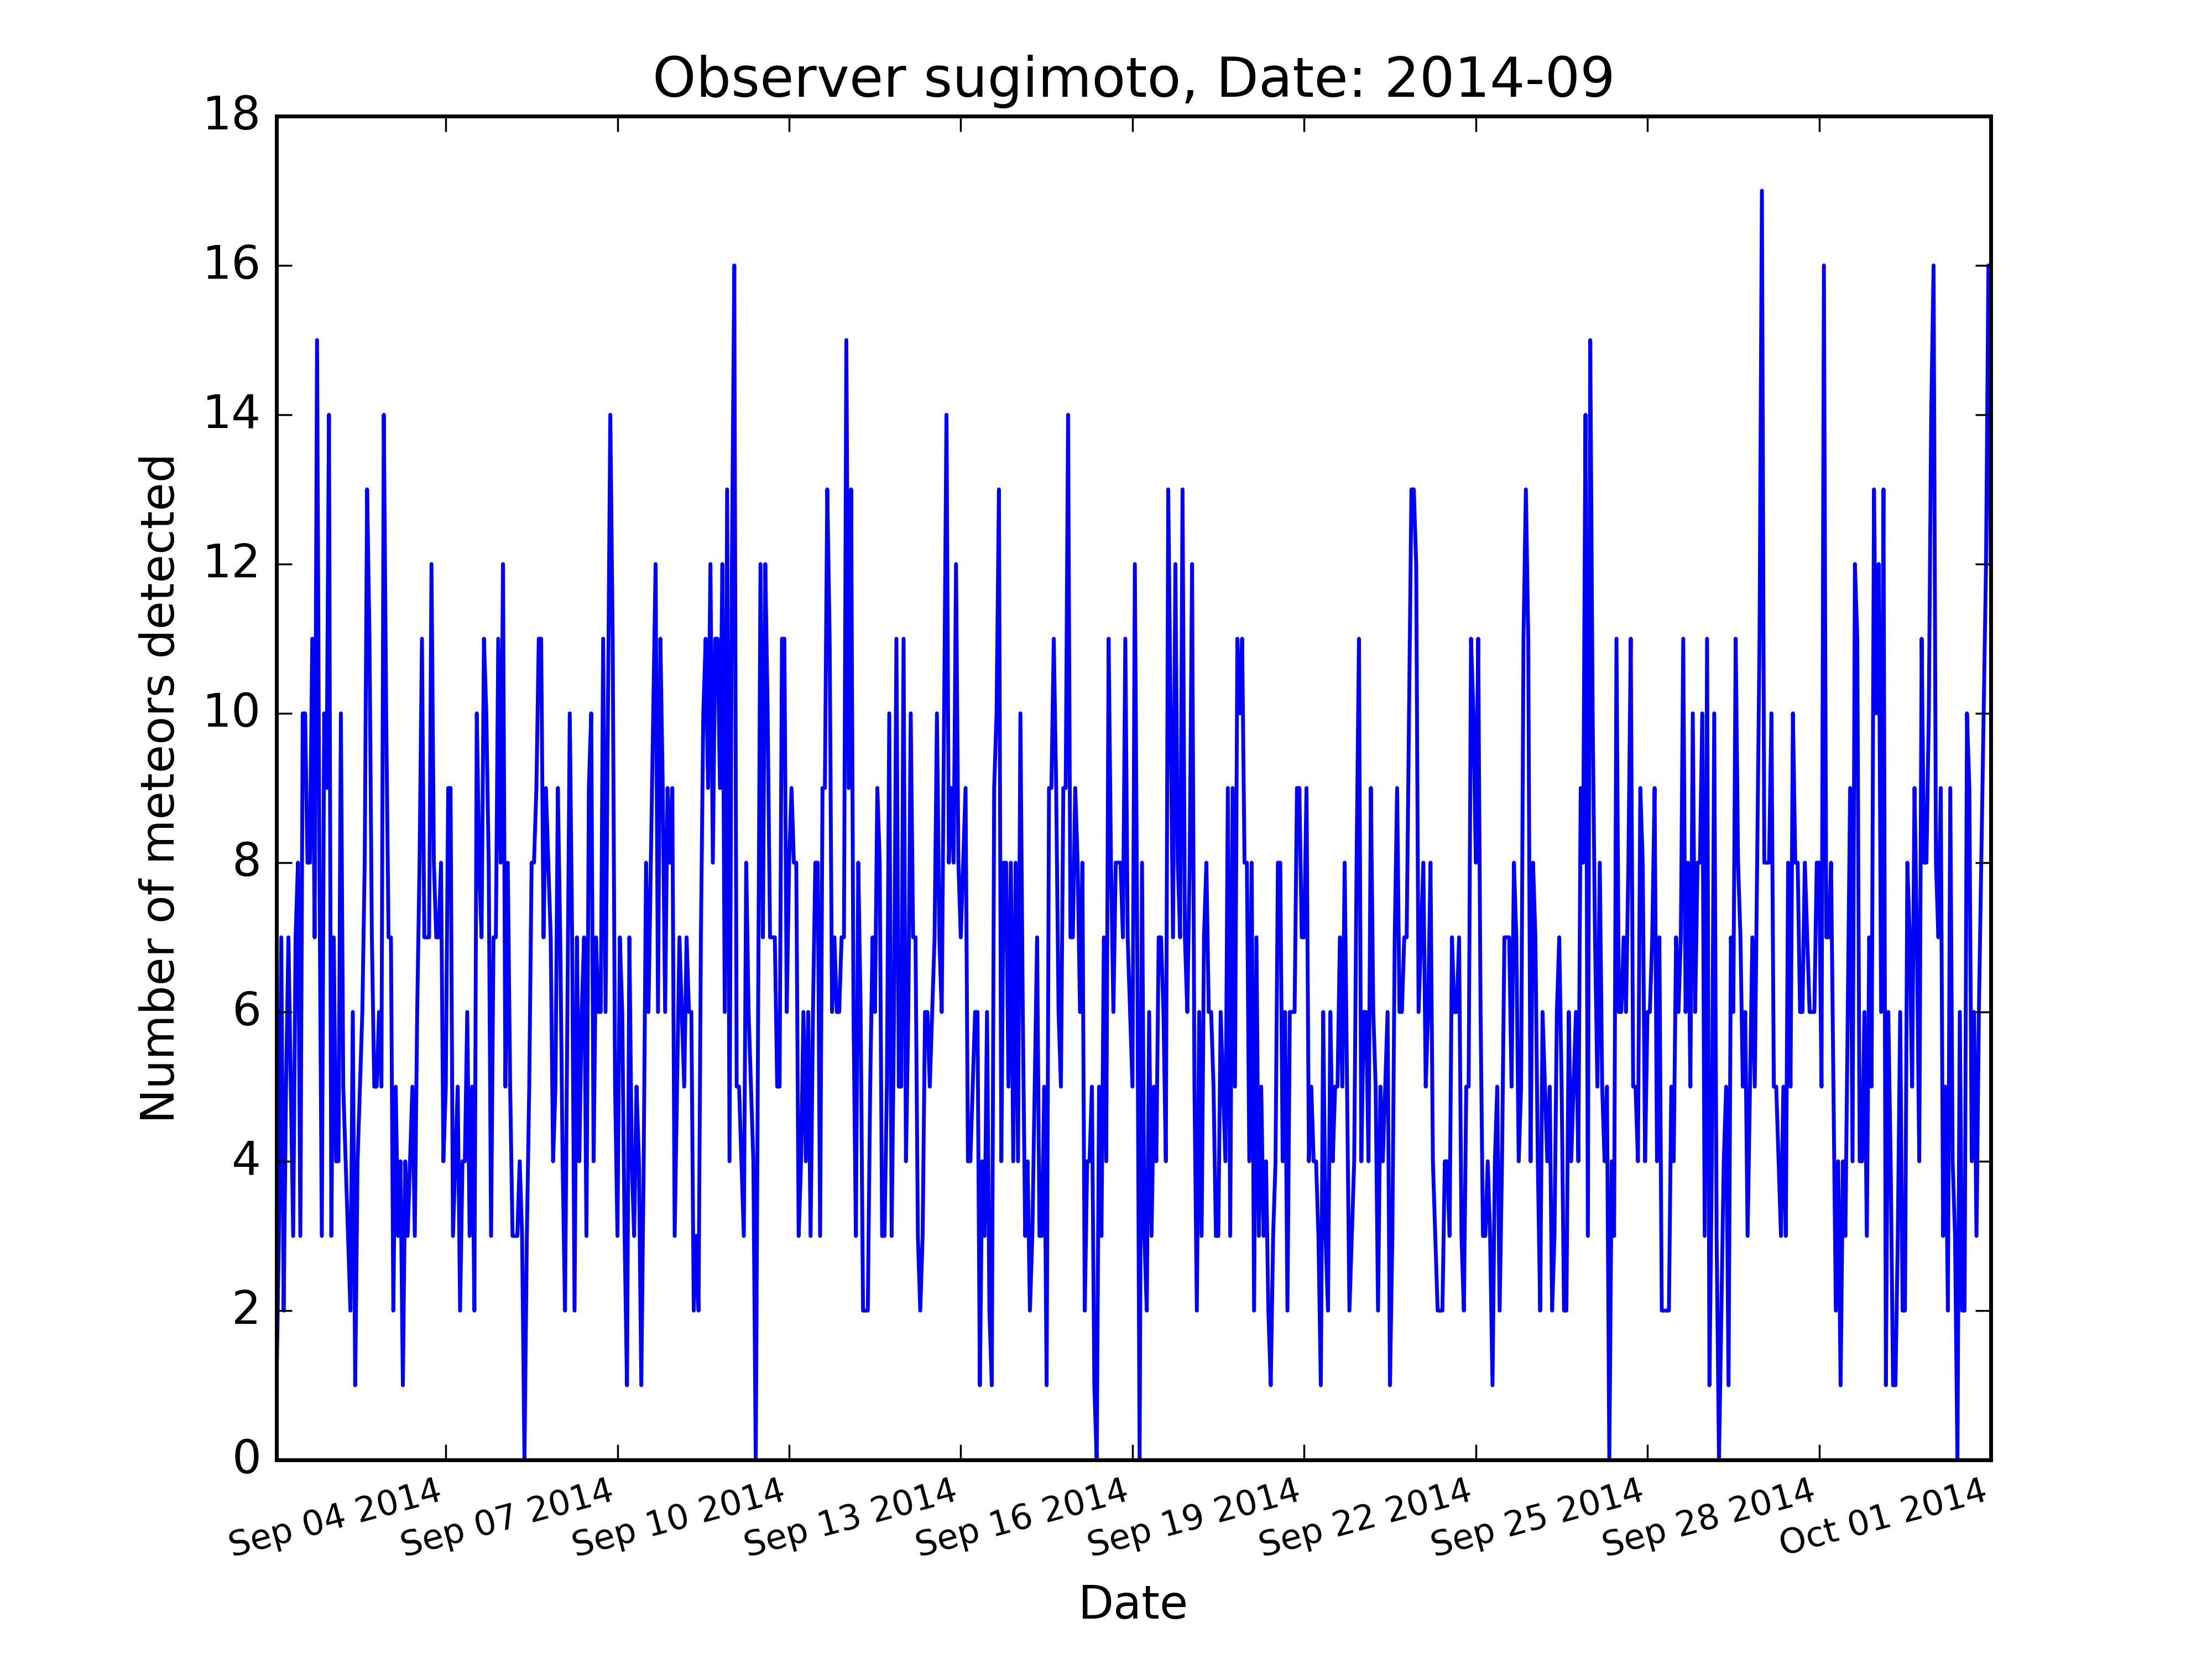 Observer sugimoto, Date: 2014-09
Number of meteors detected
18
16
14
12
10
8
6
4
2
0
Sep 04 2014
Sep 07 2014
Sep 10 2014
Sep 13 2014
Sep 16 2014
Sep 19 2014
Sep 22 2014
Sep 25 2014
Sep 28 2014
Oct 01 2014
Date